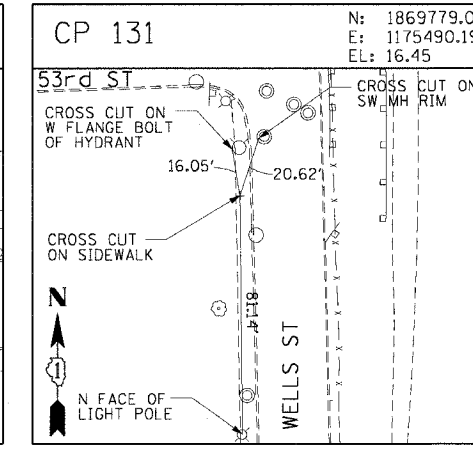 CP 131
N: 1869779.0
E: 1175490.19
EL: 16.45
53rd ST
CROSS CUT ON
W FLANGE BOLT
OF HYDRANT
CROSS CUT ON
SW MH RIM
16.05'
20.62'
CROSS CUT
ON SIDEWALK
N
1
81.14'
WELLS ST
N FACE OF
LIGHT POLE